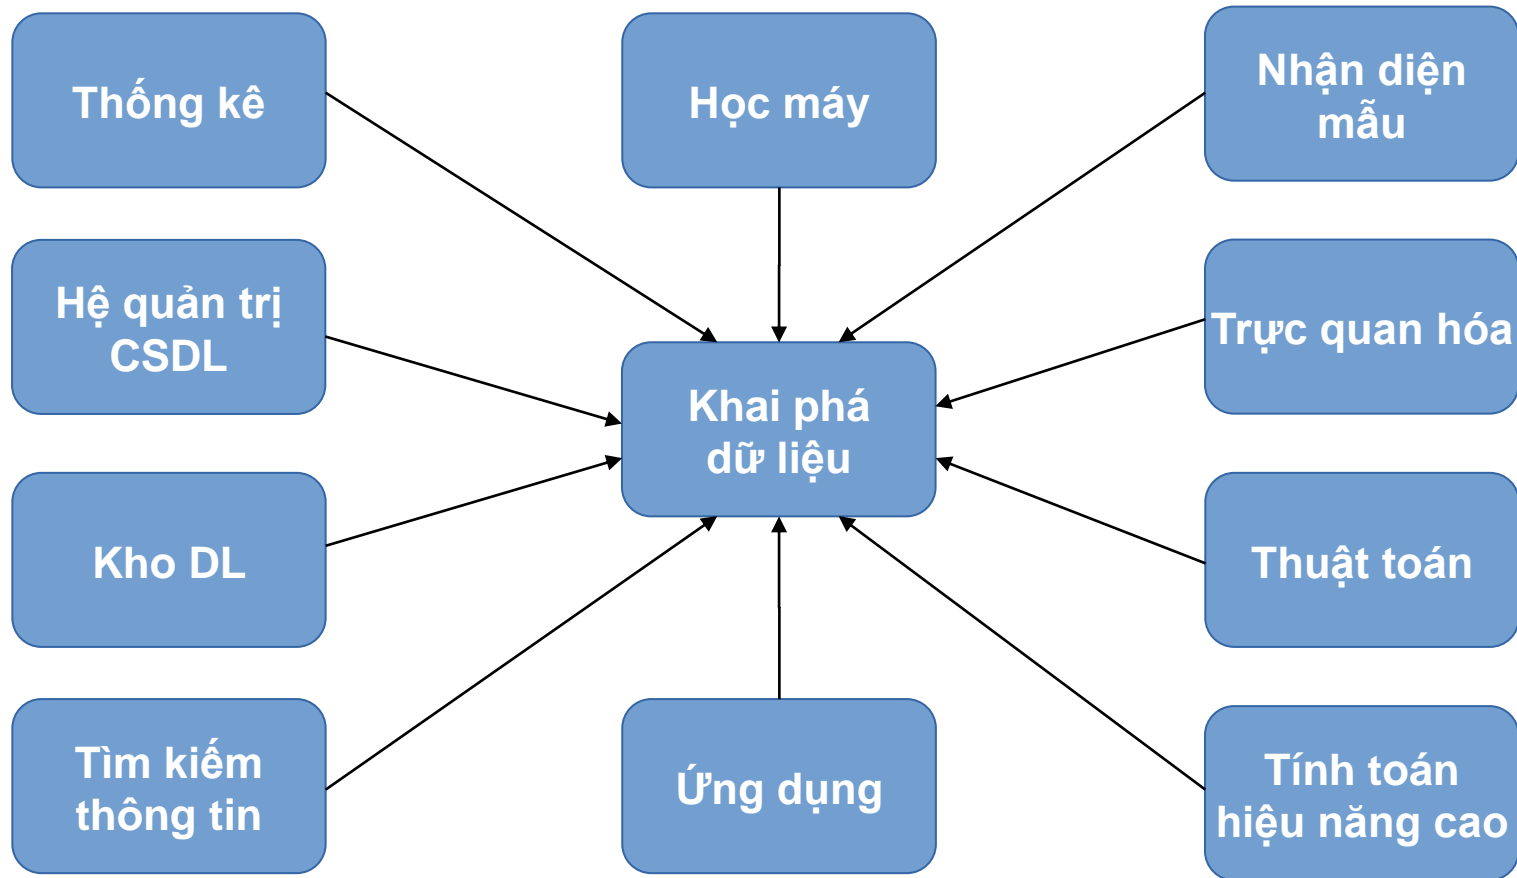 Thống kê
Học máy
Nhận diện
mẫu
Hệ quản trị
CSDL
Trực quan hóa
Khai phá
dữ liệu
Kho DL
Thuật toán
Tìm kiếm
thông tin
Ứng dụng
Tính toán
hiệu năng cao